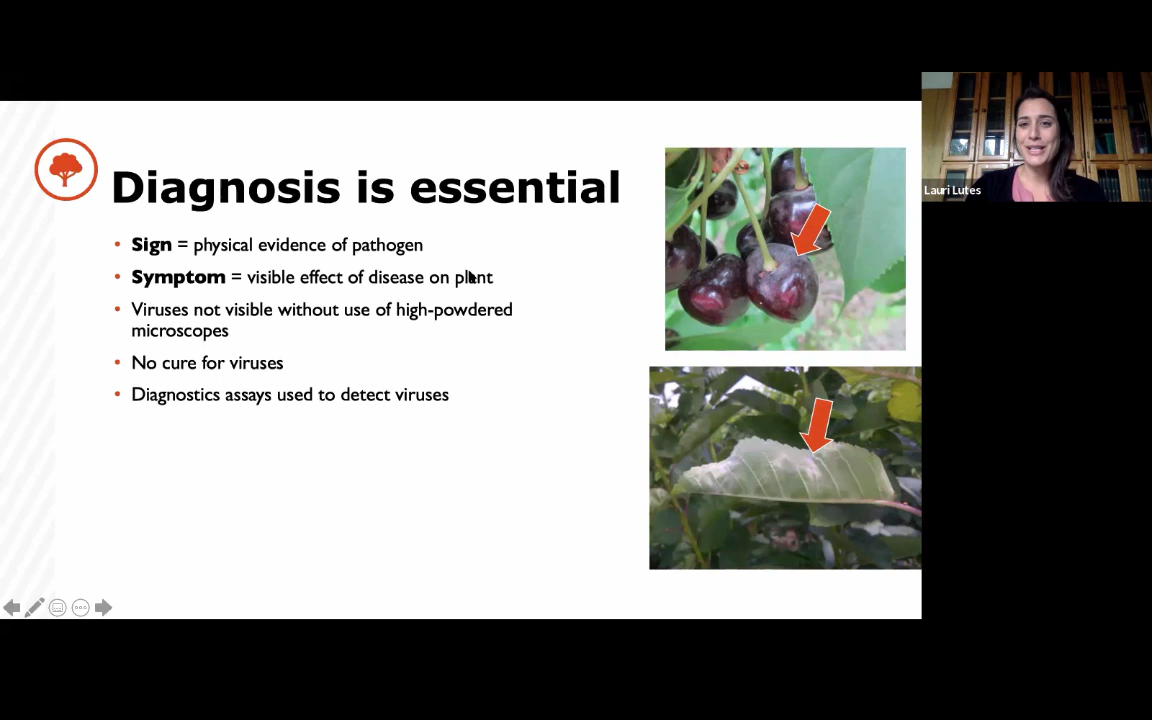 Diagnosis is essential
• Sign = physical evidence of pathogen
• Symptom = visible effect of disease on plant
• Viruses not visible without use of high-powdered
microscopes
• No cure for viruses
• Diagnostics assays used to detect viruses
Lauri Lutes